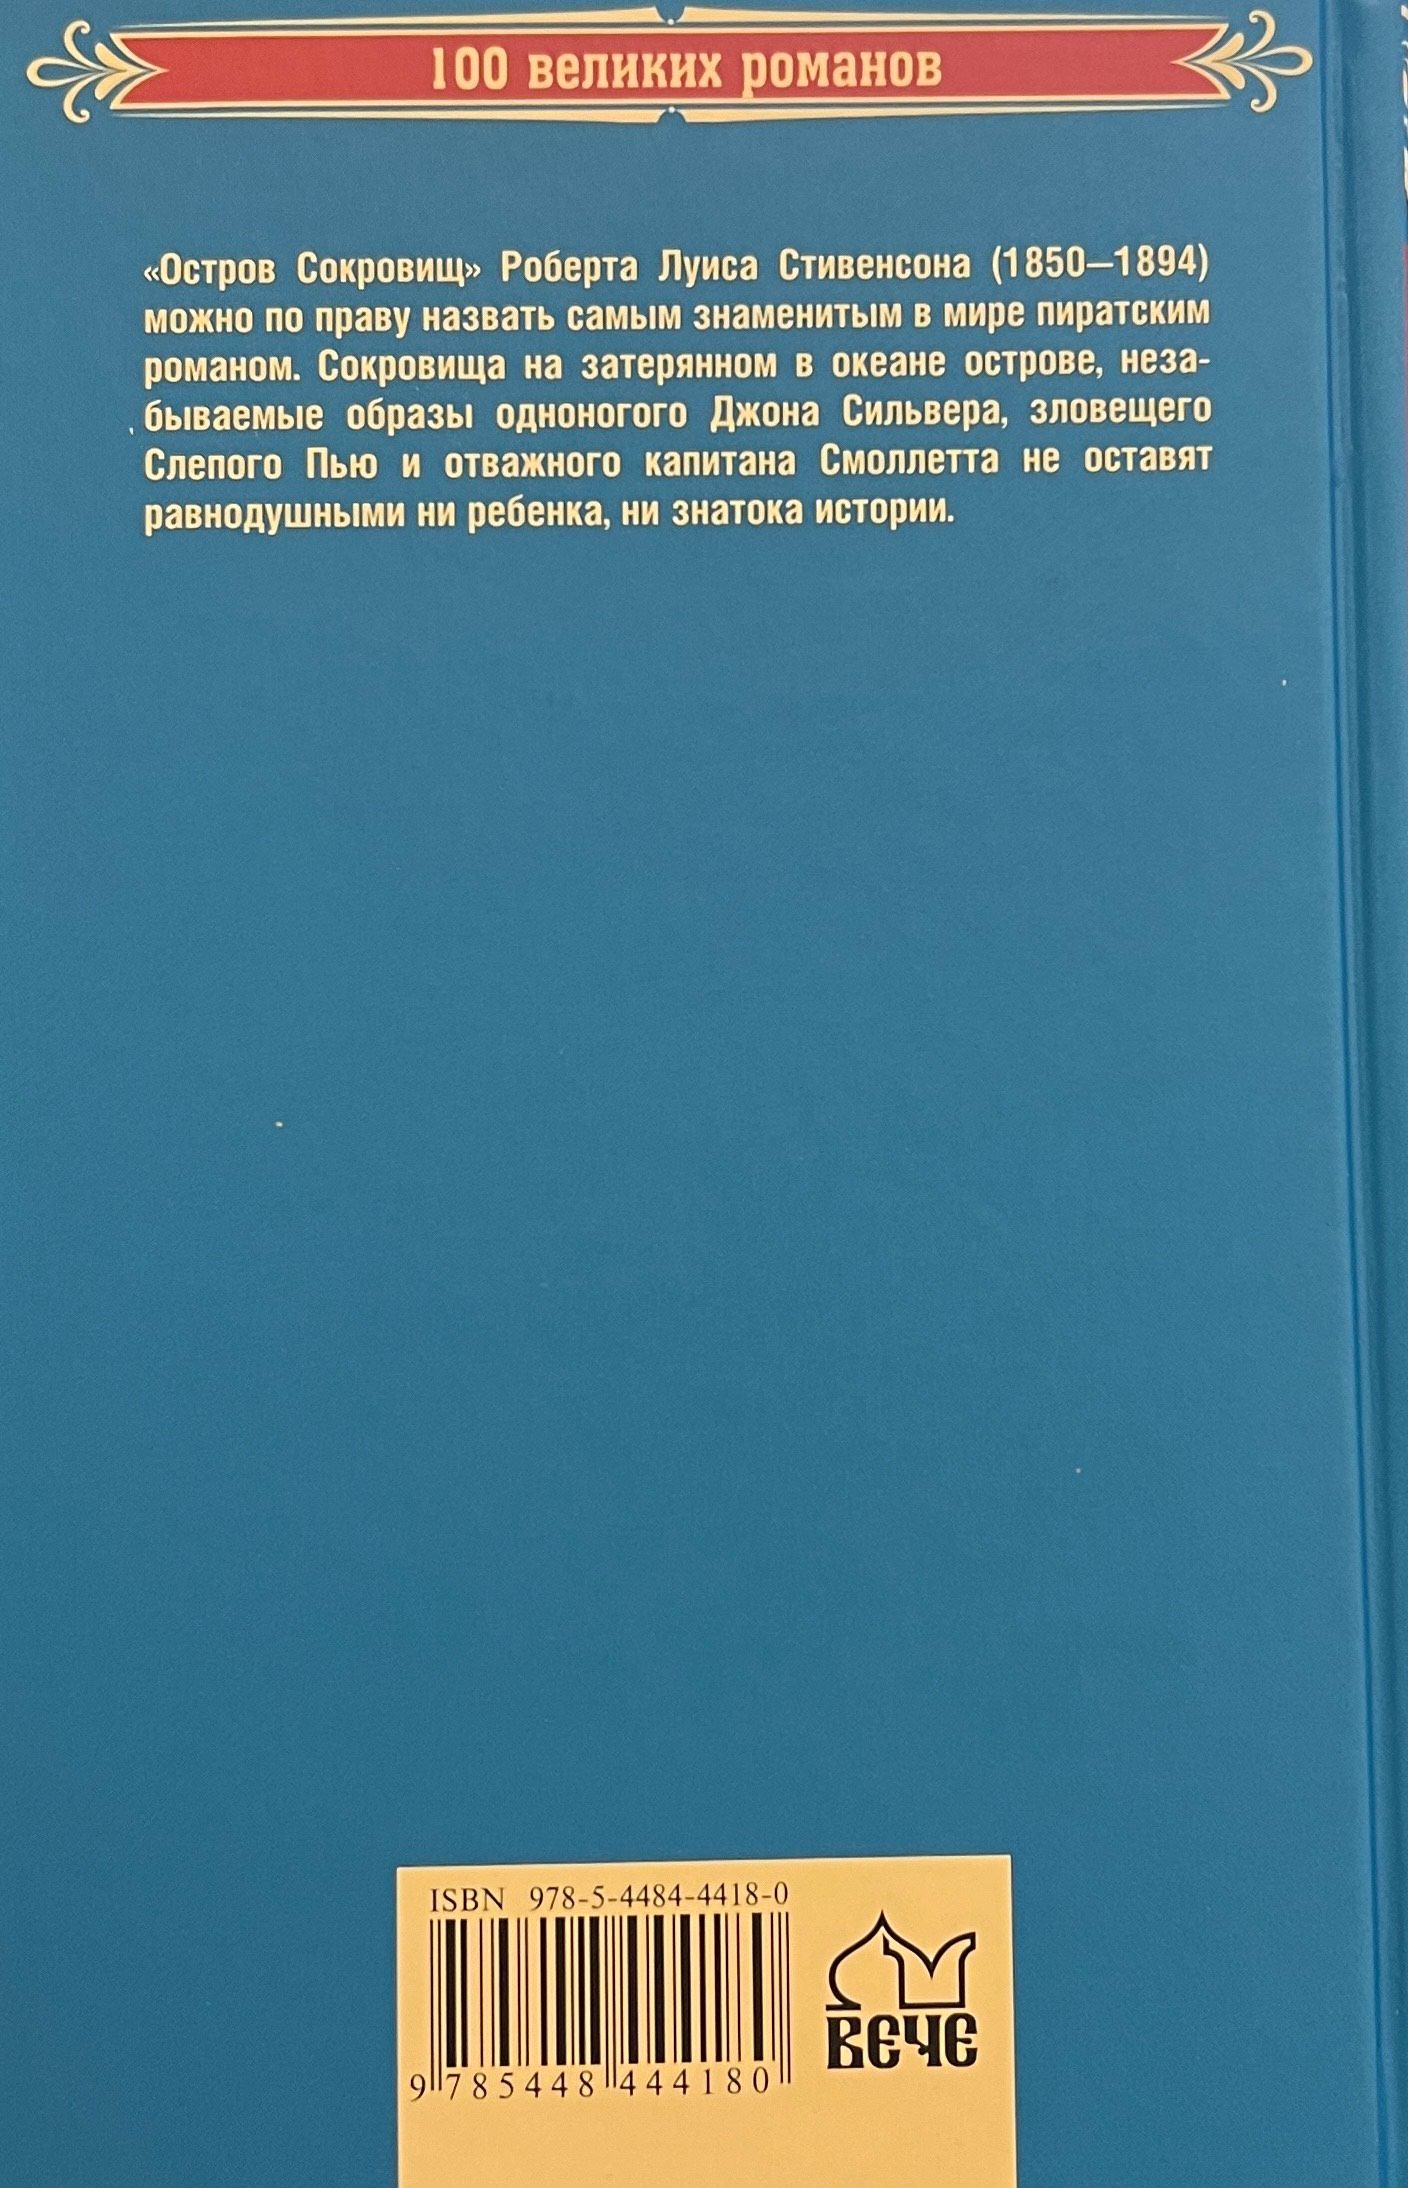 100 великих романов
«Остров Сокровищ» Роберта Луиса Стивенсона (1850—1894)
можно по праву назвать самым знаменитым в мире пиратским
романом. Сокровища на затерянном в океане острове, неза-
бываемые образы одноногого Джона Сильвера, зловещего
Слепого Пью и отважного капитана Смоллетта не оставят
равнодушными ни ребенка, ни знатока истории.
ISBN 978-5-4484-4418-0
9 785448 444180
ВЕЧЕ